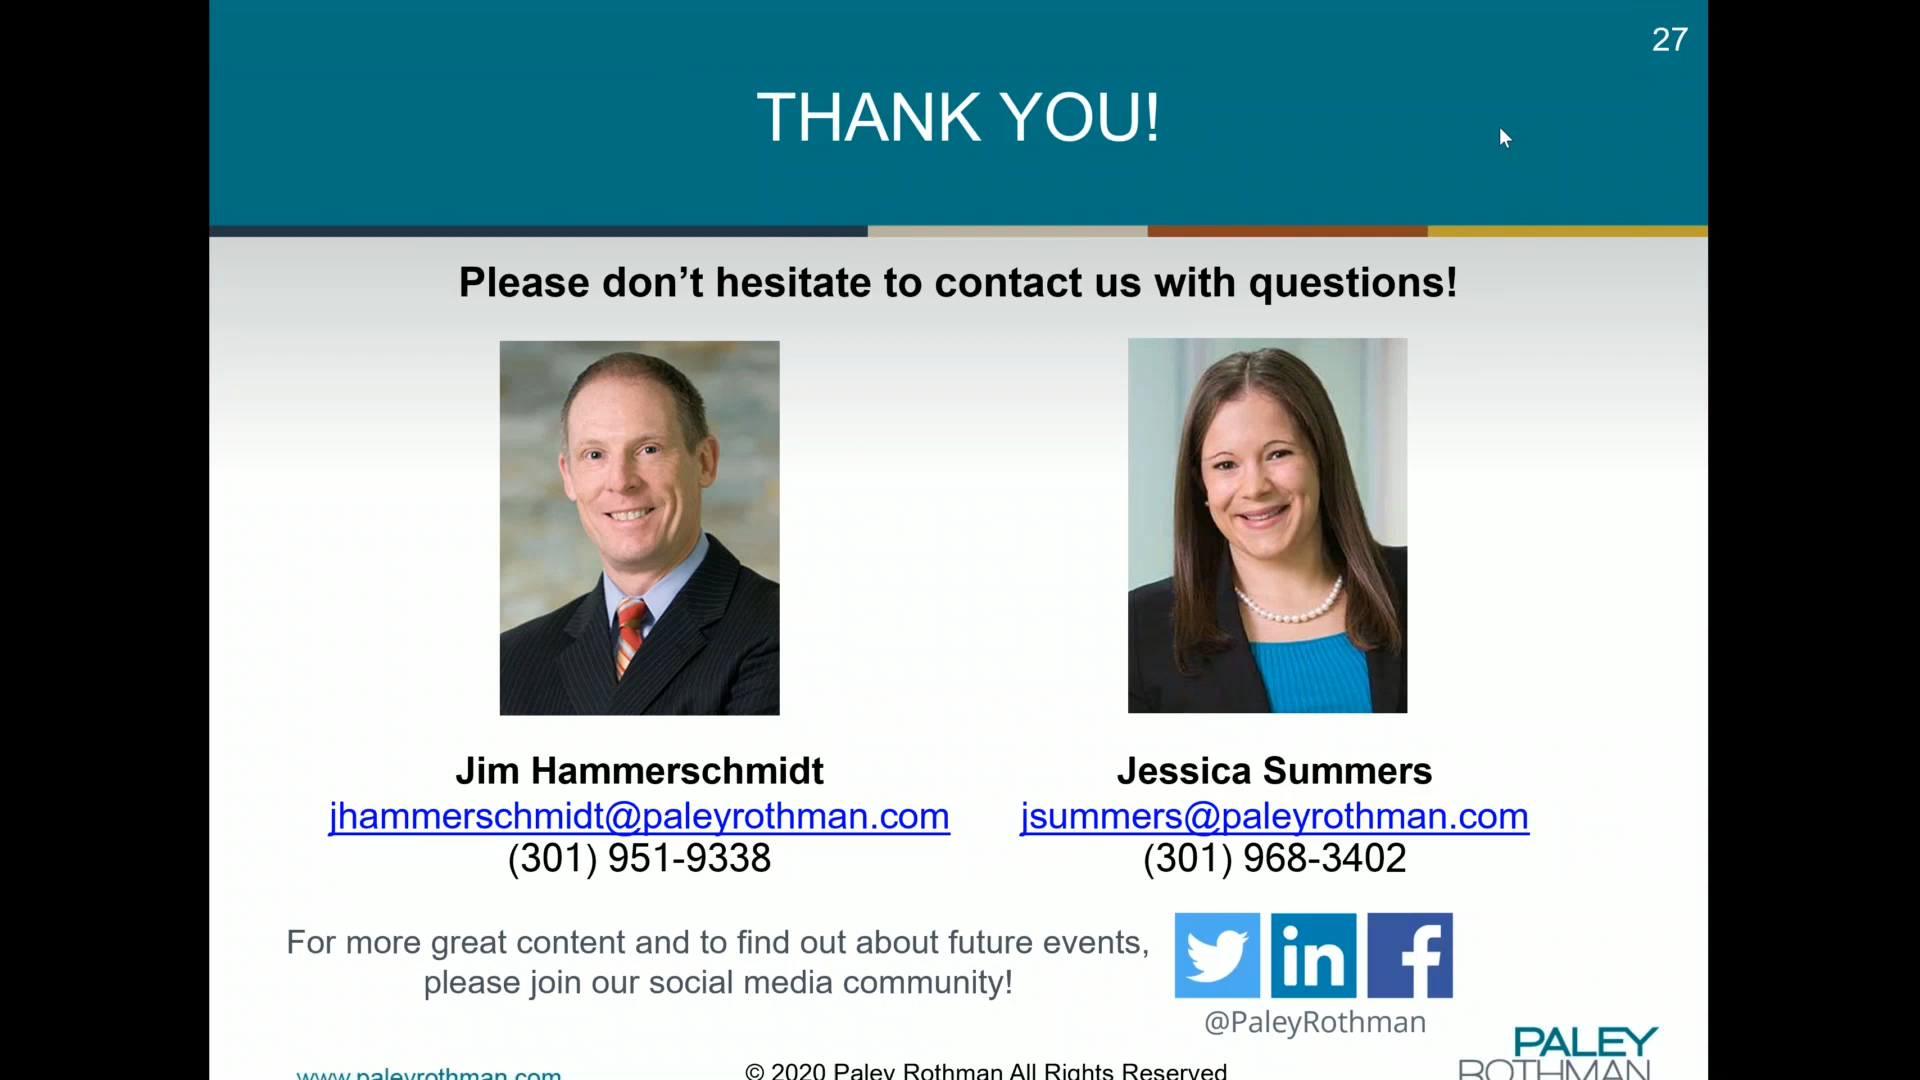 27
THANK YOU!
Please don’t hesitate to contact us with questions!
Jim Hammerschmidt
jhammerschmidt@paleyrothman.com
(301) 951-9338
Jessica Summers
jsummers@paleyrothman.com
(301) 968-3402
For more great content and to find out about future events,
please join our social media community!
in f
@PaleyRothman
www.paleyrothman.com
© 2020 Paley Rothman All Rights Reserved
PALEY
ROTHMAN